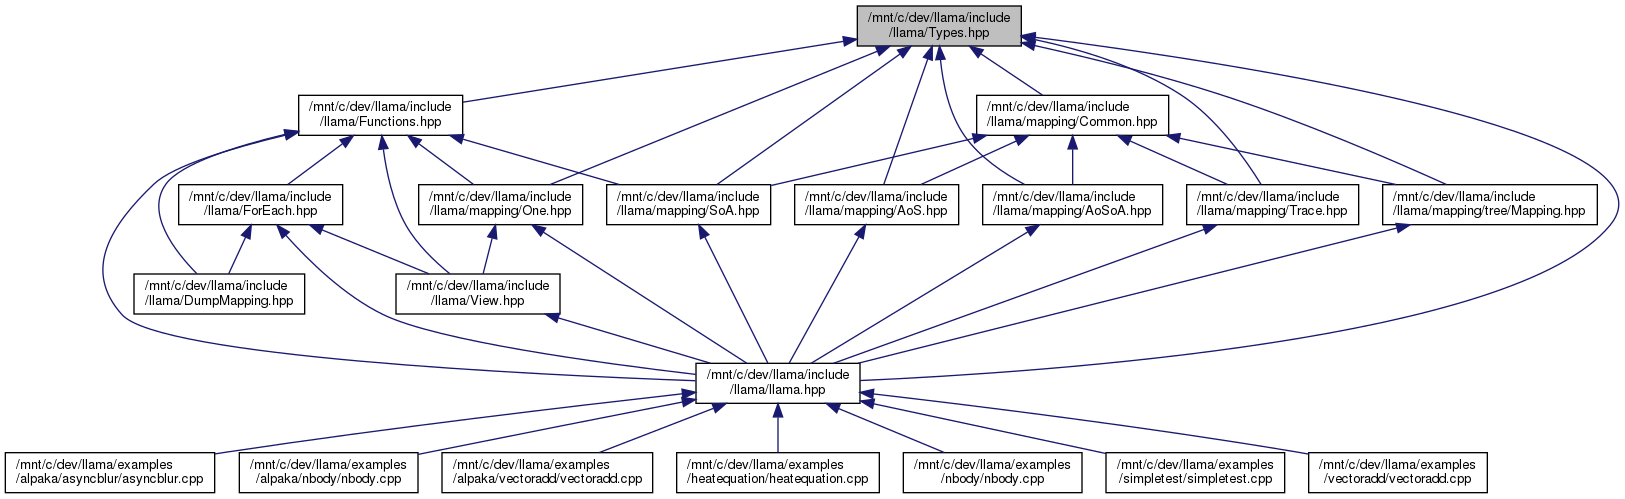 /mnt/c/dev/llama/include
/llama/Types.hpp
/mnt/c/dev/llama/include
/llama/Functions.hpp
/mnt/c/dev/llama/include
/llama/mapping/Common.hpp
/mnt/c/dev/llama/include
/llama/ForEach.hpp
/mnt/c/dev/llama/include
/llama/mapping/One.hpp
/mnt/c/dev/llama/include
/llama/mapping/SoA.hpp
/mnt/c/dev/llama/include
/llama/mapping/AoS.hpp
/mnt/c/dev/llama/include
/llama/mapping/AoSoA.hpp
/mnt/c/dev/llama/include
/llama/mapping/Trace.hpp
/mnt/c/dev/llama/include
/llama/mapping/tree/Mapping.hpp
/mnt/c/dev/llama/include
/llama/DumpMapping.hpp
/mnt/c/dev/llama/include
/llama/View.hpp
/mnt/c/dev/llama/include
/llama/llama.hpp
/mnt/c/dev/llama/examples
/alpaka/asyncblur/asyncblur.cpp
/mnt/c/dev/llama/examples
/alpaka/nbody/nbody.cpp
/mnt/c/dev/llama/examples
/alpaka/vectoradd/vectoradd.cpp
/mnt/c/dev/llama/examples
/heatequation/heatequation.cpp
/mnt/c/dev/llama/examples
/nbody/nbody.cpp
/mnt/c/dev/llama/examples
/simpletest/simpletest.cpp
/mnt/c/dev/llama/examples
/vectoradd/vectoradd.cpp